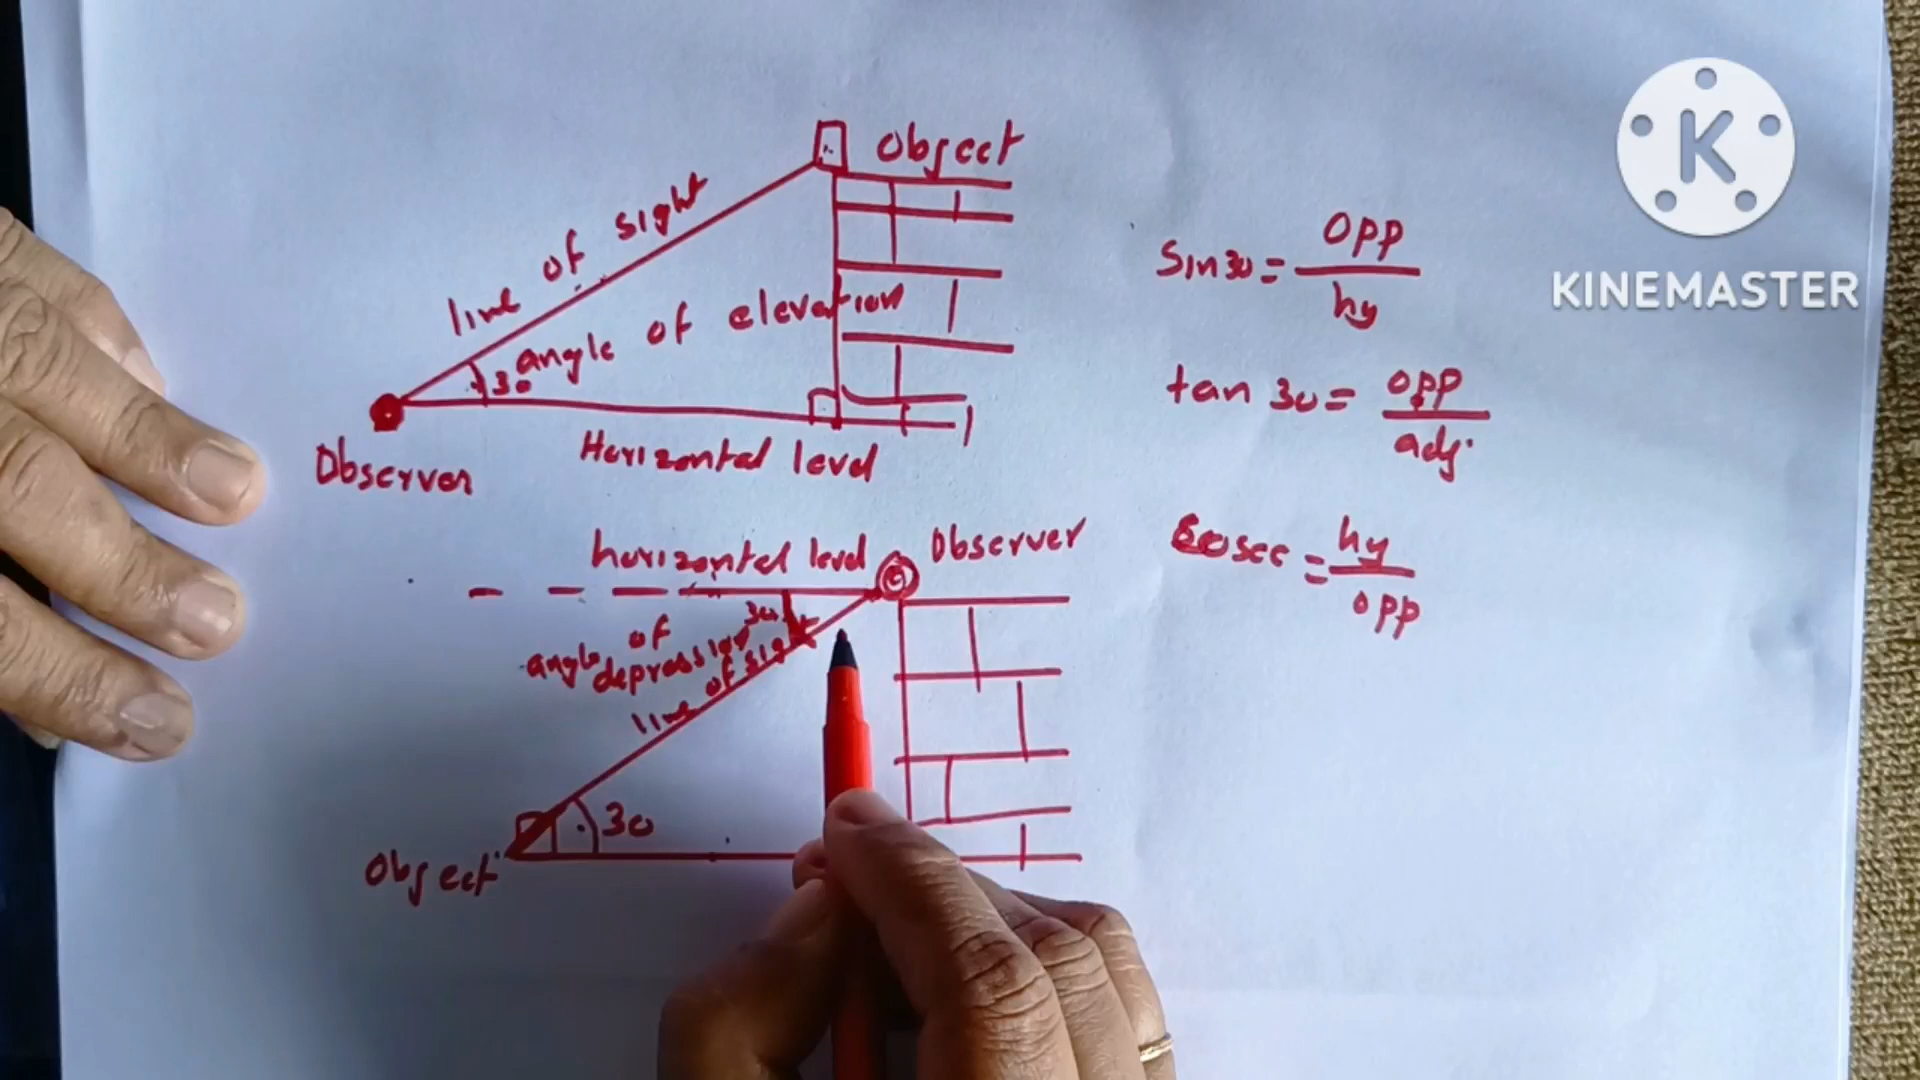 Object
line of sight
angle of elevation
30
Observer
Horizontal level
horizontal level
Observer
30
angle of
depression
line of sight
30
Object
Sin 30 = opp
hy
tan 30 = opp
adj.
Cosec = hy
opp
K
KINEMASTER